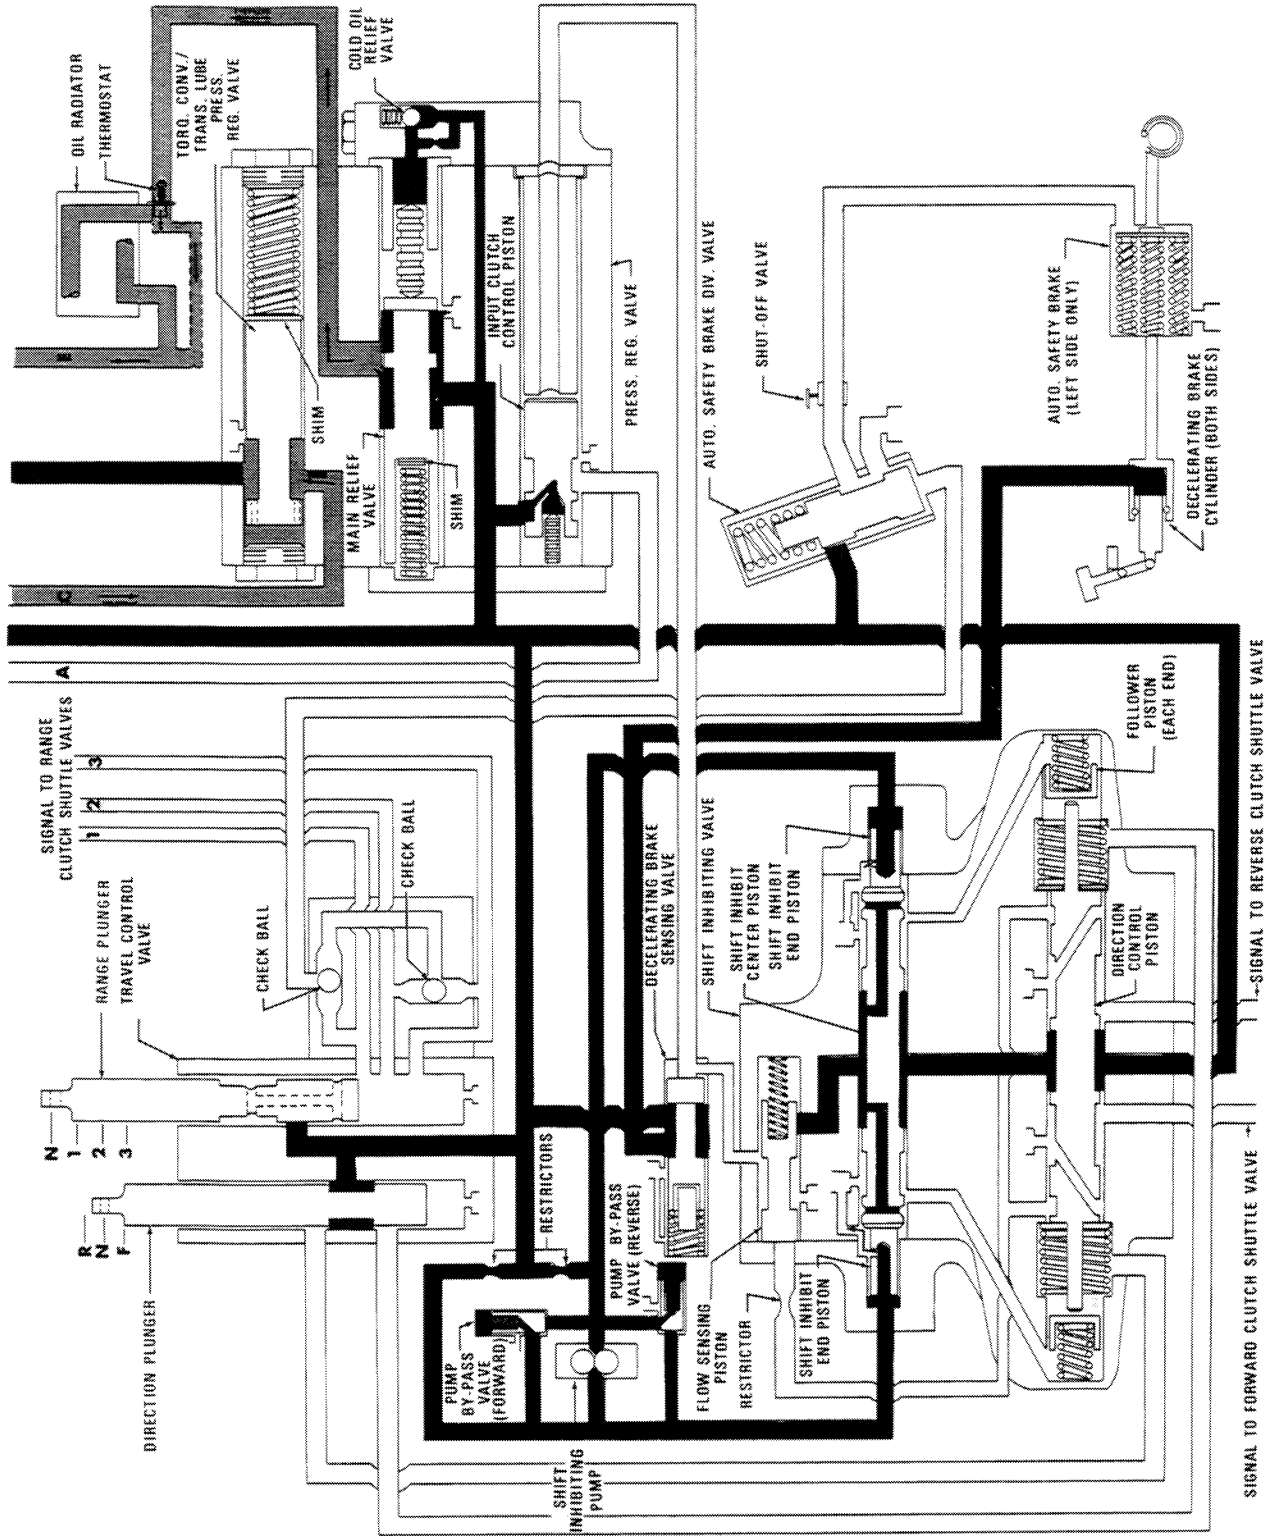 OIL RADIATOR
THERMOSTAT
TORQ. CONV./
TRANS. LUBE
PRESS.
REG. VALVE
COLD OIL
RELIEF
VALVE
B
SHIM
INPUT CLUTCH
CONTROL PISTON
PRESS. REG. VALVE
MAIN RELIEF
VALVE
SHIM
C
A
AUTO. SAFETY BRAKE DIV. VALVE
SHUT-OFF VALVE
AUTO. SAFETY BRAKE
(LEFT SIDE ONLY)
DECELERATING BRAKE
CYLINDER (BOTH SIDES)
SIGNAL TO RANGE
CLUTCH SHUTTLE VALVES
3
2
1
RANGE PLUNGER
TRAVEL CONTROL
VALVE
CHECK BALL
CHECK BALL
N
1
2
3
R
N
F
DIRECTION PLUNGER
RESTRICTORS
DECELERATING BRAKE
SENSING VALVE
SHIFT INHIBITING VALVE
SHIFT INHIBIT
CENTER PISTON
SHIFT INHIBIT
END PISTON
FOLLOWER
PISTON
(EACH END)
DIRECTION
CONTROL
PISTON
PUMP
BY-PASS
VALVE
(FORWARD)
PUMP BY-PASS
VALVE (REVERSE)
SHIFT
INHIBITING
PUMP
FLOW SENSING
PISTON
RESTRICTOR
SHIFT INHIBIT
END PISTON
SIGNAL TO REVERSE CLUTCH SHUTTLE VALVE
SIGNAL TO FORWARD CLUTCH SHUTTLE VALVE